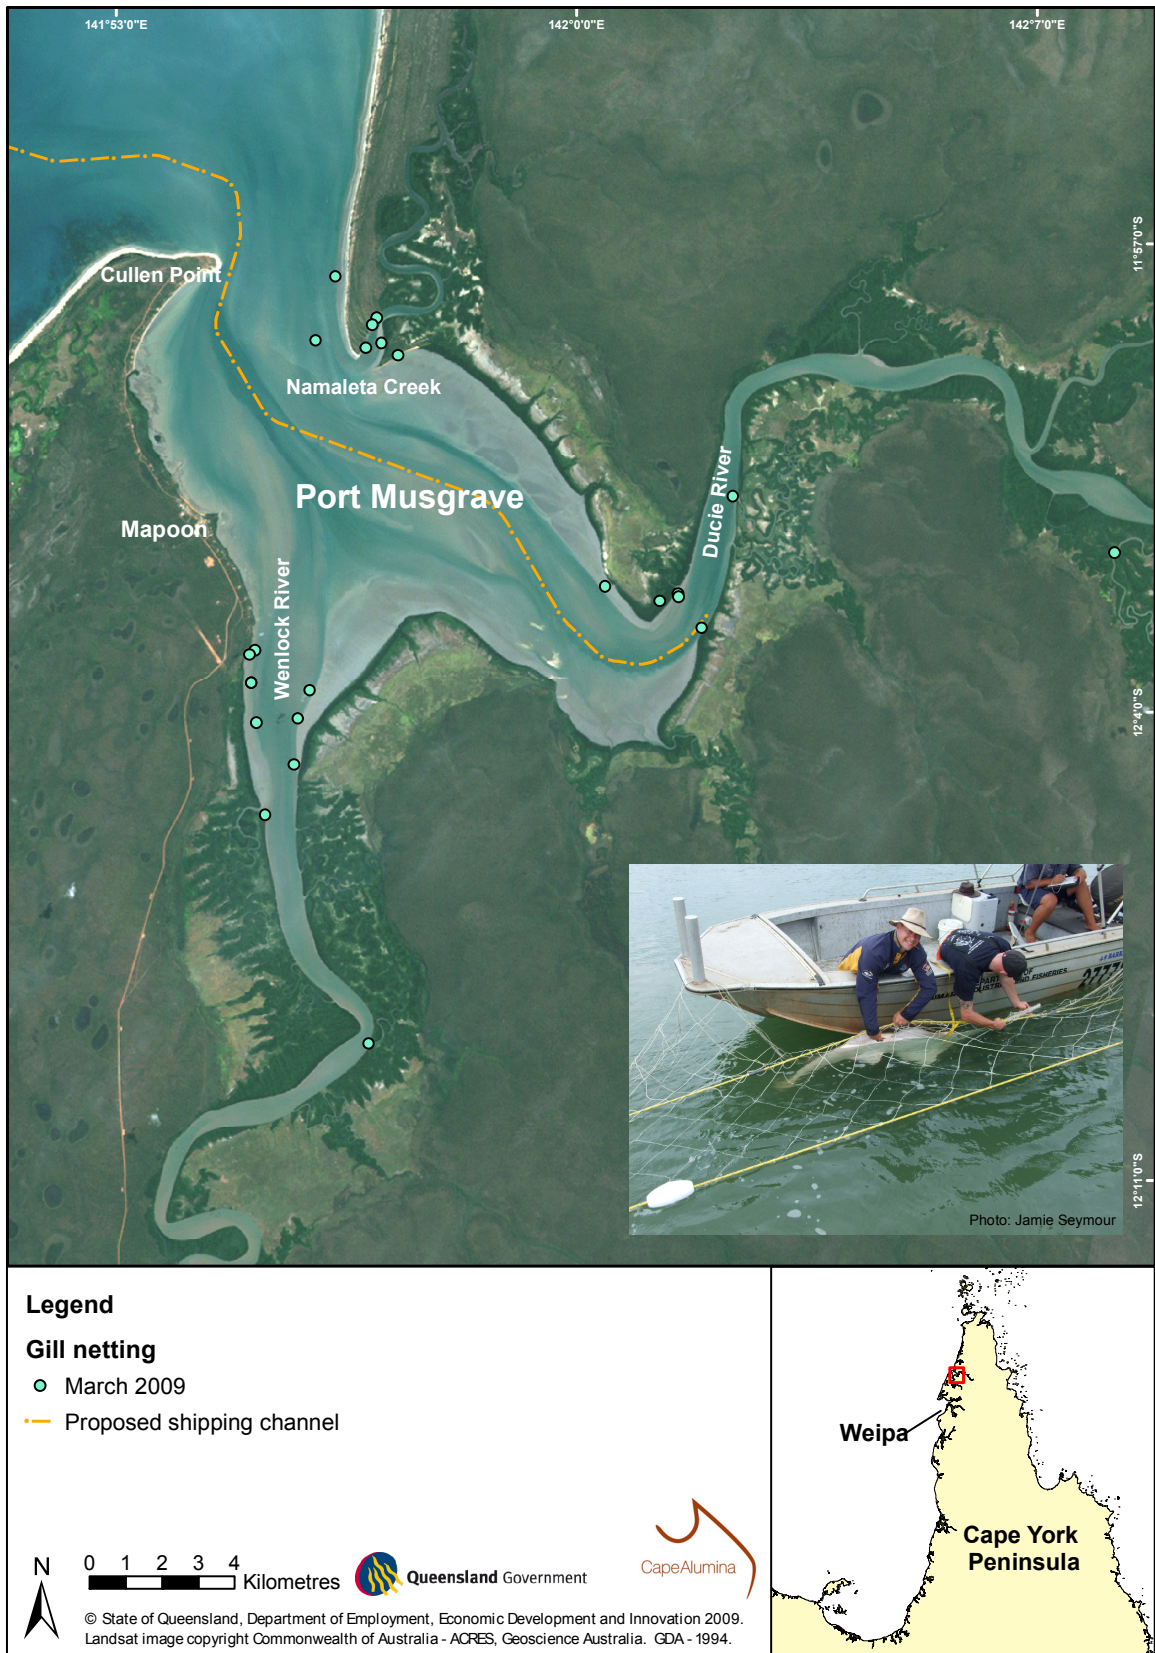 141°53'0"E
142°0'0"E
142°7'0"E
11°57'0"S
Cullen Point
Namaleta Creek
Port Musgrave
Ducie River
Mapoon
Wenlock River
12°4'0"S
12°11'0"S
27774
Photo: Jamie Seymour
Legend
Gill netting
March 2009
Proposed shipping channel
N
0 1 2 3 4
Kilometres
Queensland Government
CapeAlumina
© State of Queensland, Department of Employment, Economic Development and Innovation 2009.
Landsat image copyright Commonwealth of Australia - ACRES, Geoscience Australia. GDA - 1994.
Weipa
Cape York
Peninsula